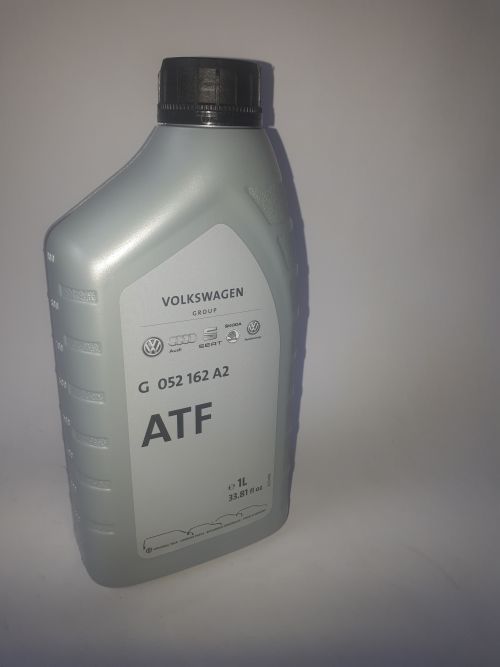 VOLKSWAGEN
GROUP
Audi
SEAT
ŠKODA
G 052 162 A2
ATF
e 1L
33.81 fl oz